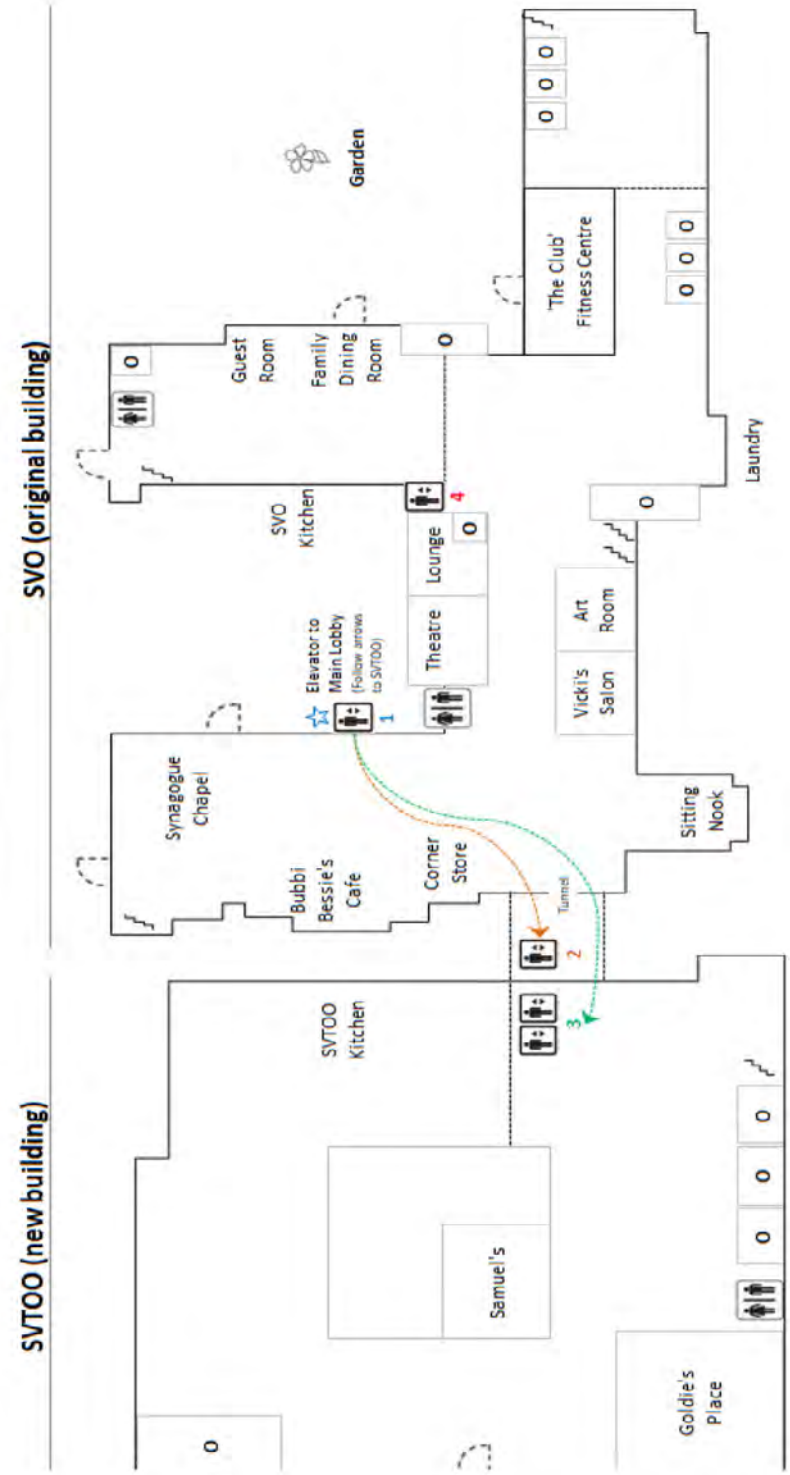 SVTOO (new building)
SVO (original building)
O
SVTOO
Kitchen
Samuel's
3
2
Tunnel
Goldie's
Place
O
O
O
Synagogue
Chapel
Bubbi
Bessie's
Cafe
Corner
Store
Elevator to
Main Lobby
(Follow arrows
to SVTOO)
1
SVO
Kitchen
O
Guest
Room
Family
Dining
Room
O
Garden
Theatre
Lounge
O
4
Vicki's
Salon
Art
Room
O
Sitting
Nook
Laundry
'The Club'
Fitness Centre
O
O
O
O
O
O